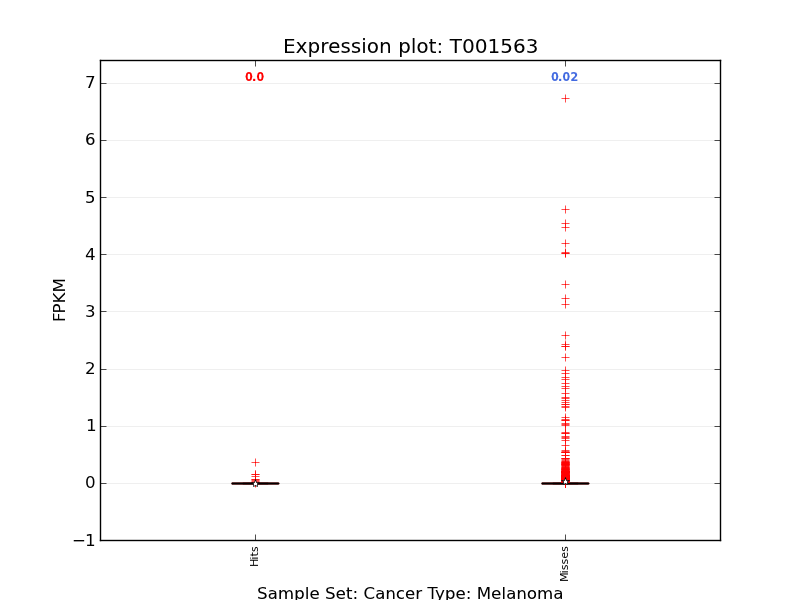 Expression plot: T001563
0.0
0.02
7
6
5
4
3
2
1
0
−1
FPKM
Hits
Misses
Sample Set: Cancer Type: Melanoma